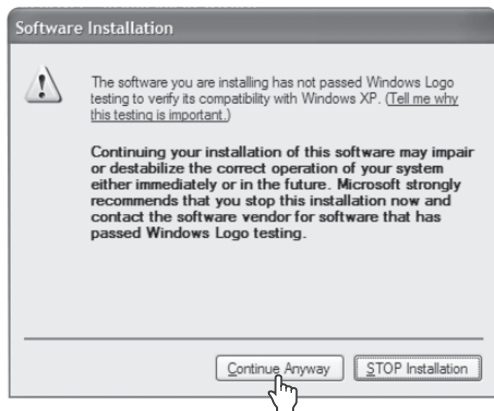 Software Installation
The software you are installing has not passed Windows Logo
testing to verify its compatibility with Windows XP. (Tell me why
this testing is important.)
Continuing your installation of this software may impair
or destabilize the correct operation of your system
either immediately or in the future. Microsoft strongly
recommends that you stop this installation now and
contact the software vendor for software that has
passed Windows Logo testing.
Continue Anyway
STOP Installation